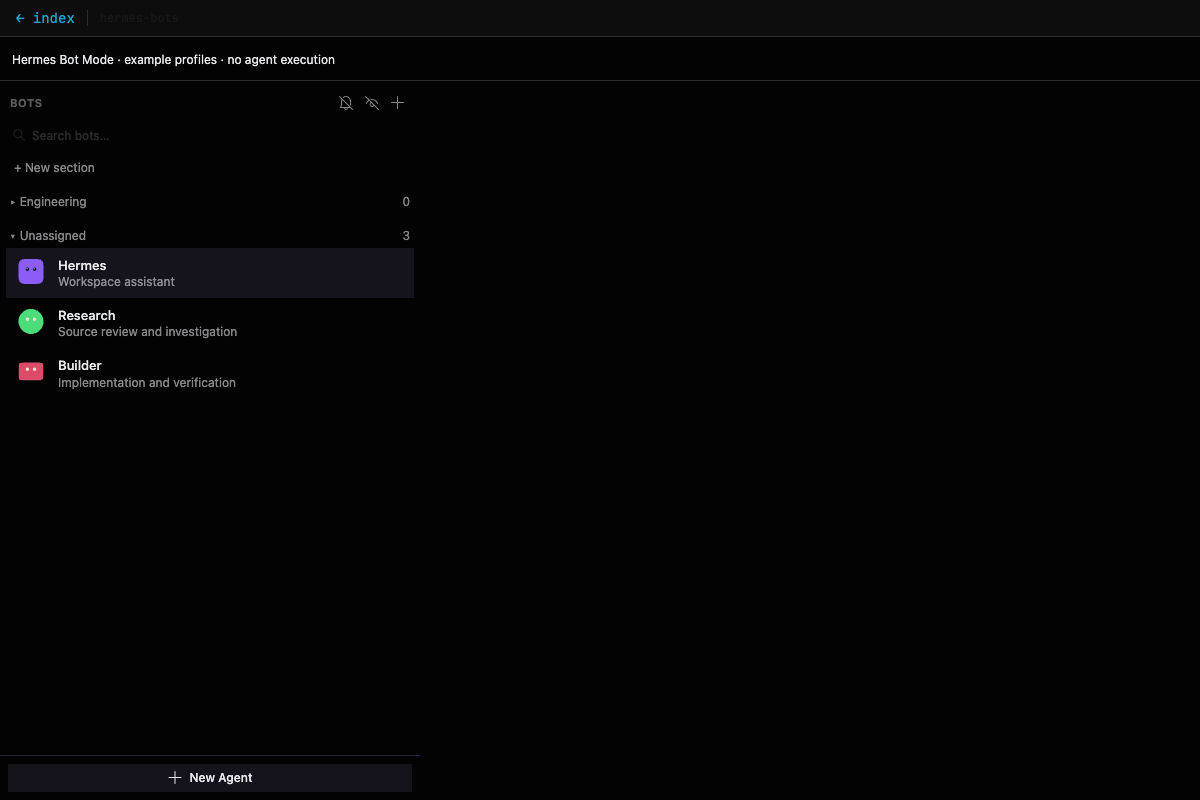 ← index
hermes-bots
Hermes Bot Mode · example profiles · no agent execution
BOTS
Search bots...
+ New section
▸ Engineering 0
▾ Unassigned 3
Hermes
Workspace assistant
Research
Source review and investigation
Builder
Implementation and verification
+ New Agent